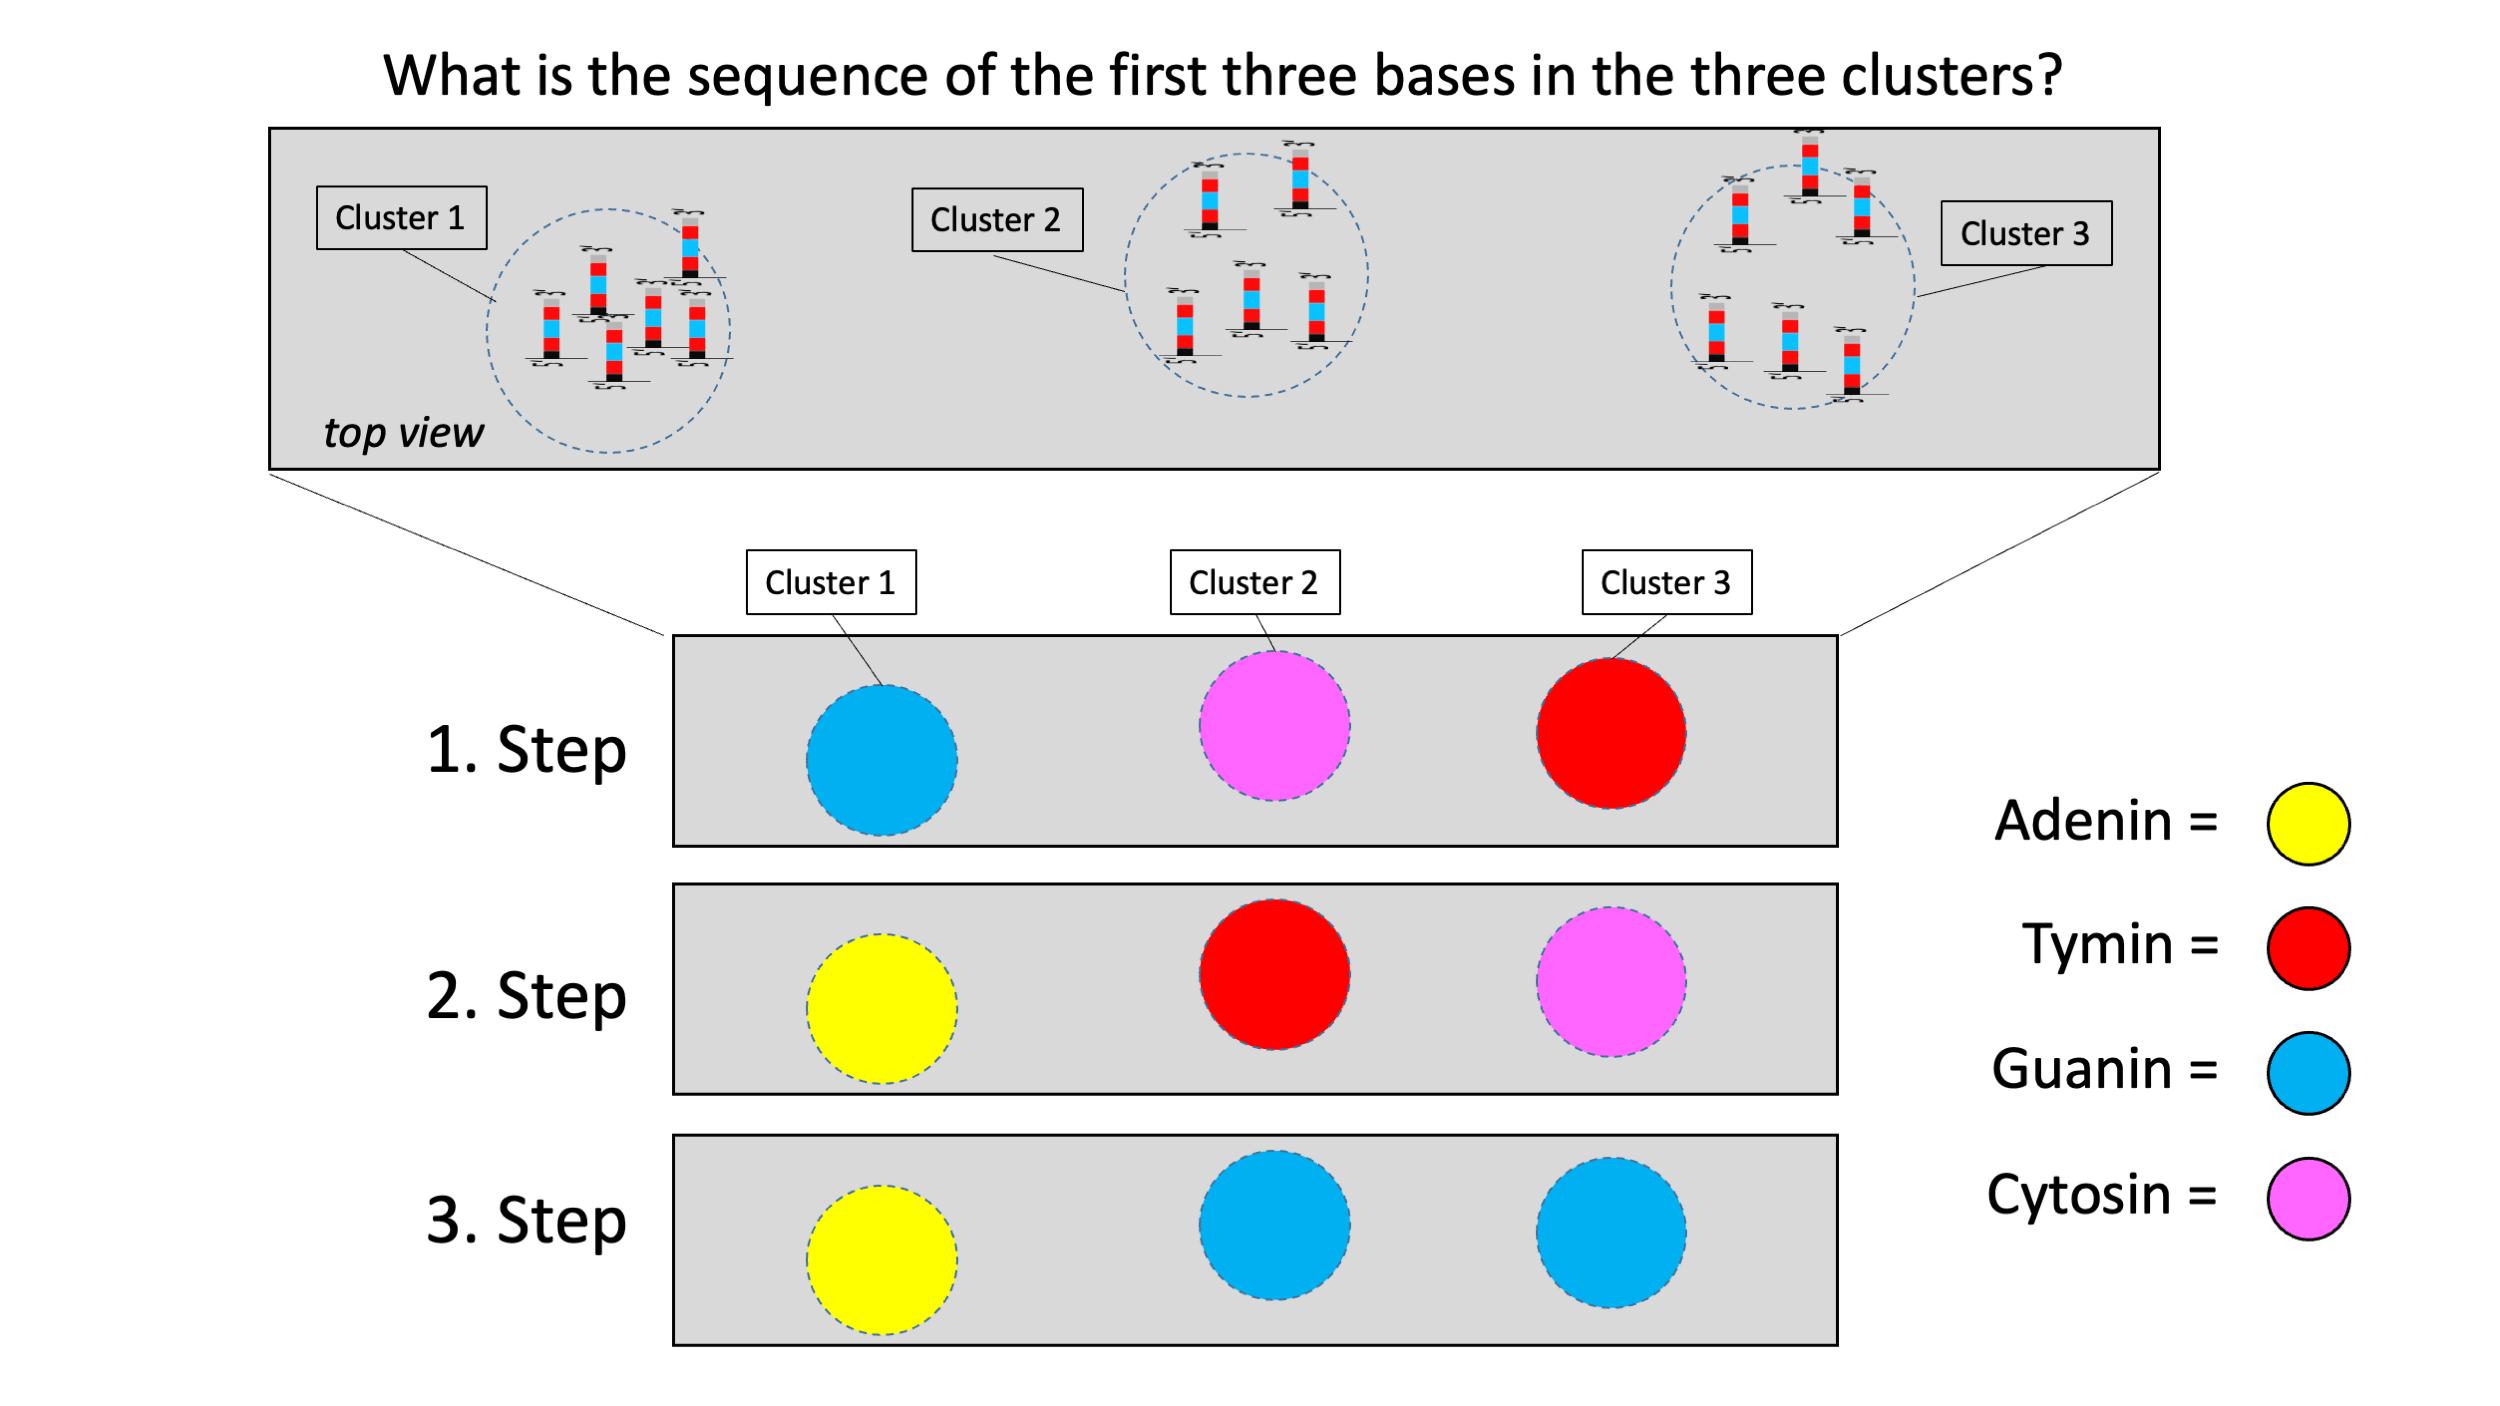 What is the sequence of the first three bases in the three clusters?
Cluster 1
Cluster 2
Cluster 3
top view
Cluster 1
Cluster 2
Cluster 3
1. Step
2. Step
3. Step
Adenin =
Tymin =
Guanin =
Cytosin =